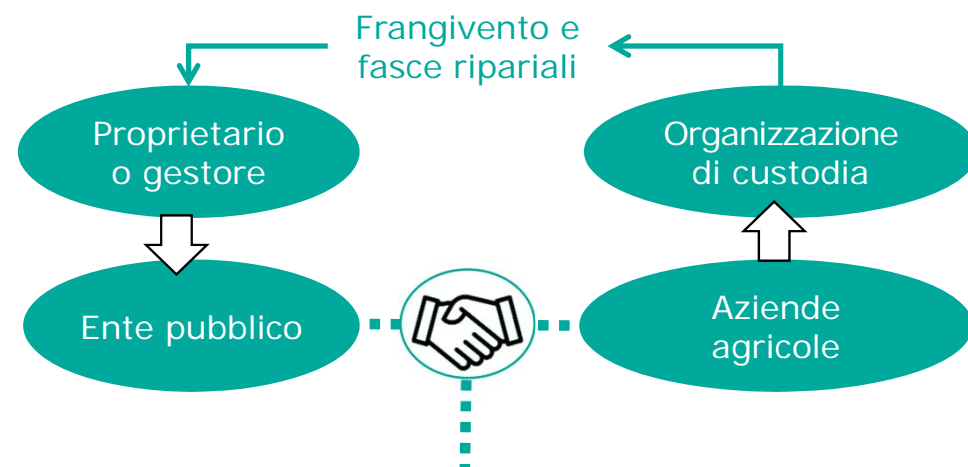 Frangivento e
fasce ripariali
Proprietario
o gestore
Organizzazione
di custodia
Ente pubblico
Aziende
agricole